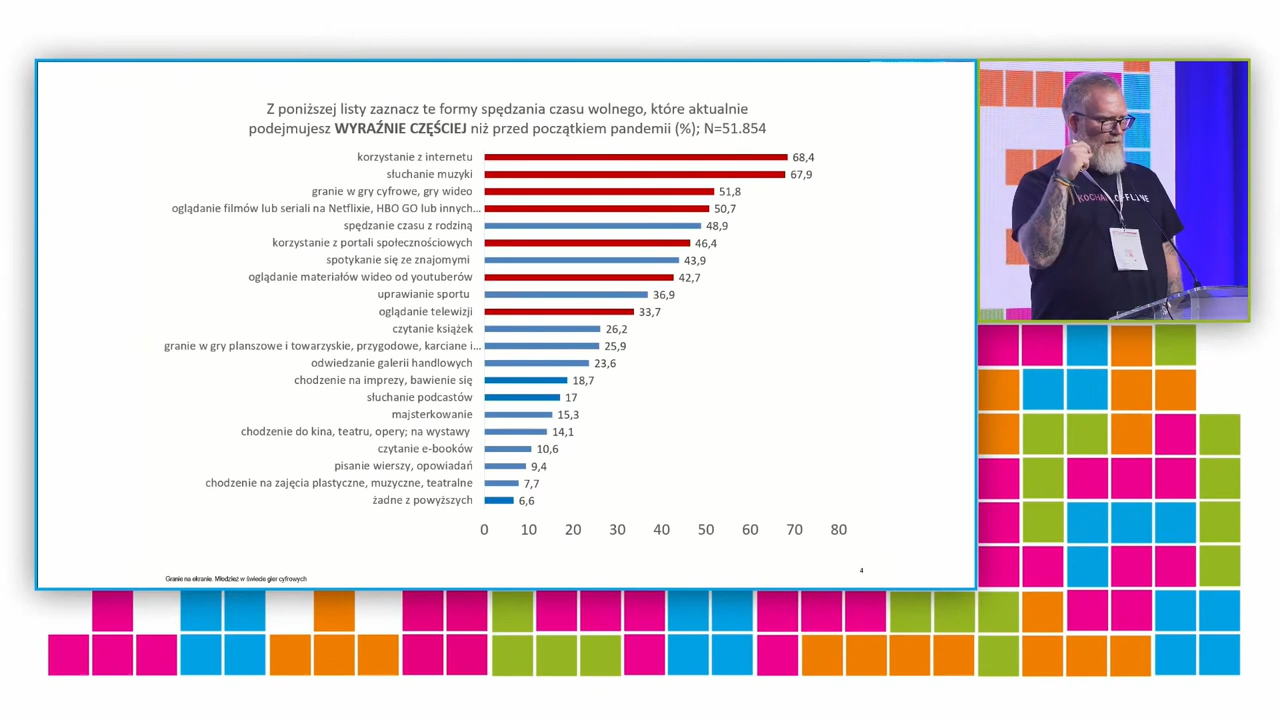 Z poniższej listy zaznacz te formy spędzania czasu wolnego, które aktualnie
podejmujesz WYRAŹNIE CZĘŚCIEJ niż przed początkiem pandemii (%); N=51.854
korzystanie z internetu 68,4
słuchanie muzyki 67,9
granie w gry cyfrowe, gry wideo 51,8
oglądanie filmów lub seriali na Netflixie, HBO GO lub innych... 50,7
spędzanie czasu z rodziną 48,9
korzystanie z portali społecznościowych 46,4
spotykanie się ze znajomymi 43,9
oglądanie materiałów wideo od youtuberów 42,7
uprawianie sportu 36,9
oglądanie telewizji 33,7
czytanie książek 26,2
granie w gry planszowe i towarzyskie, przygodowe, karciane i... 25,9
odwiedzanie galerii handlowych 23,6
chodzenie na imprezy, bawienie się 18,7
słuchanie podcastów 17
majsterkowanie 15,3
chodzenie do kina, teatru, opery; na wystawy 14,1
czytanie e-booków 10,6
pisanie wierszy, opowiadań 9,4
chodzenie na zajęcia plastyczne, muzyczne, teatralne 7,7
żadne z powyższych 6,6
0 10 20 30 40 50 60 70 80
Granie na ekranie. Młodzież w świecie gier cyfrowych
4
KOCHAM OFFLINE